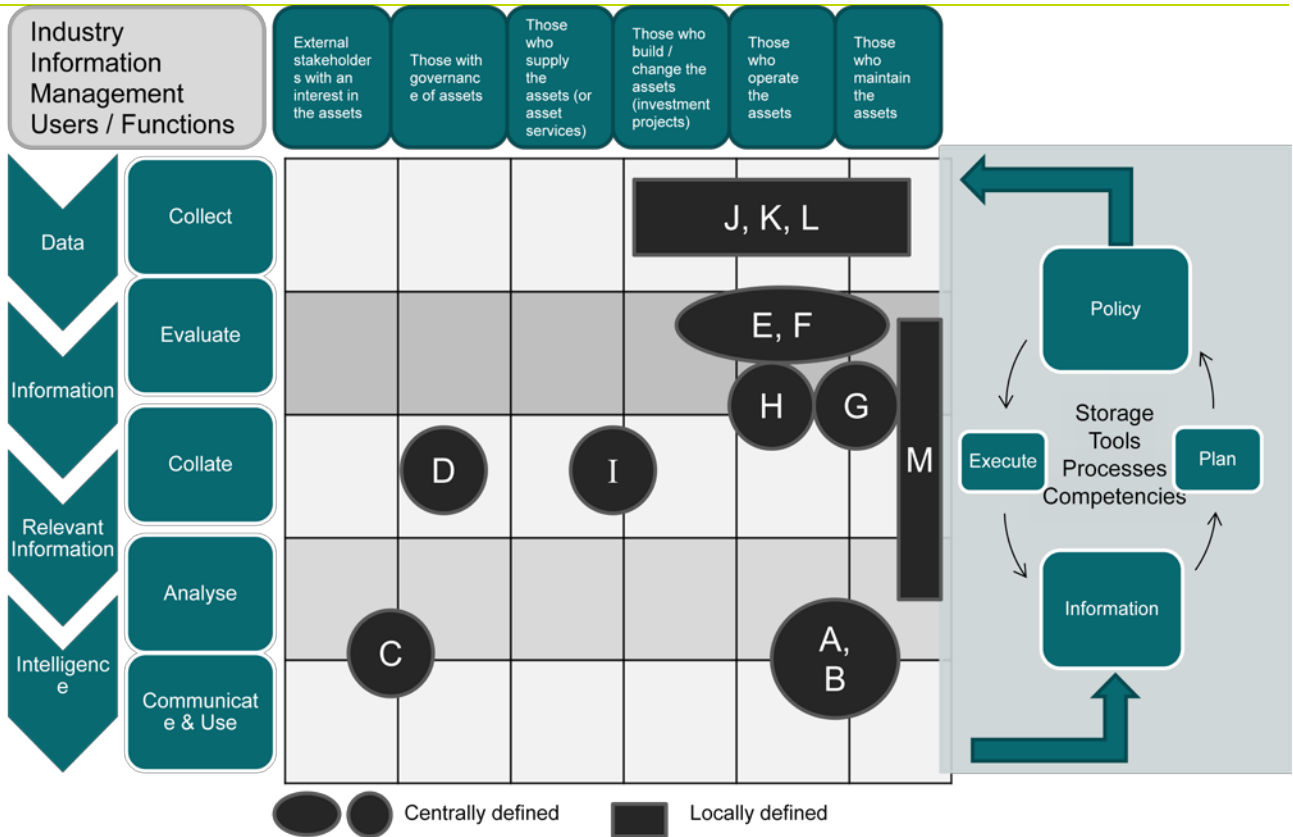 Industry
Information
Management
Users / Functions
External
stakeholder
s with an
interest in
the assets
Those with
governanc
e of assets
Those
who
supply
the
assets (or
asset
services)
Those who
build /
change the
assets
(investment
projects)
Those
who
operate
the
assets
Those
who
maintain
the
assets
Data
Information
Relevant
Information
Intelligenc
e
Collect
Evaluate
Collate
Analyse
Communicat
e & Use
J, K, L
E, F
H
G
M
D
I
C
A,
B
Policy
Execute
Storage
Tools
Processes
Competencies
Plan
Information
Centrally defined
Locally defined